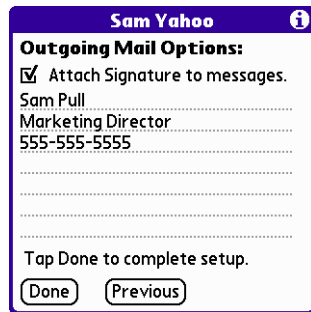 Sam Yahoo
Outgoing Mail Options:
Attach Signature to messages.
Sam Pull
Marketing Director
555-555-5555
Tap Done to complete setup.
Done Previous